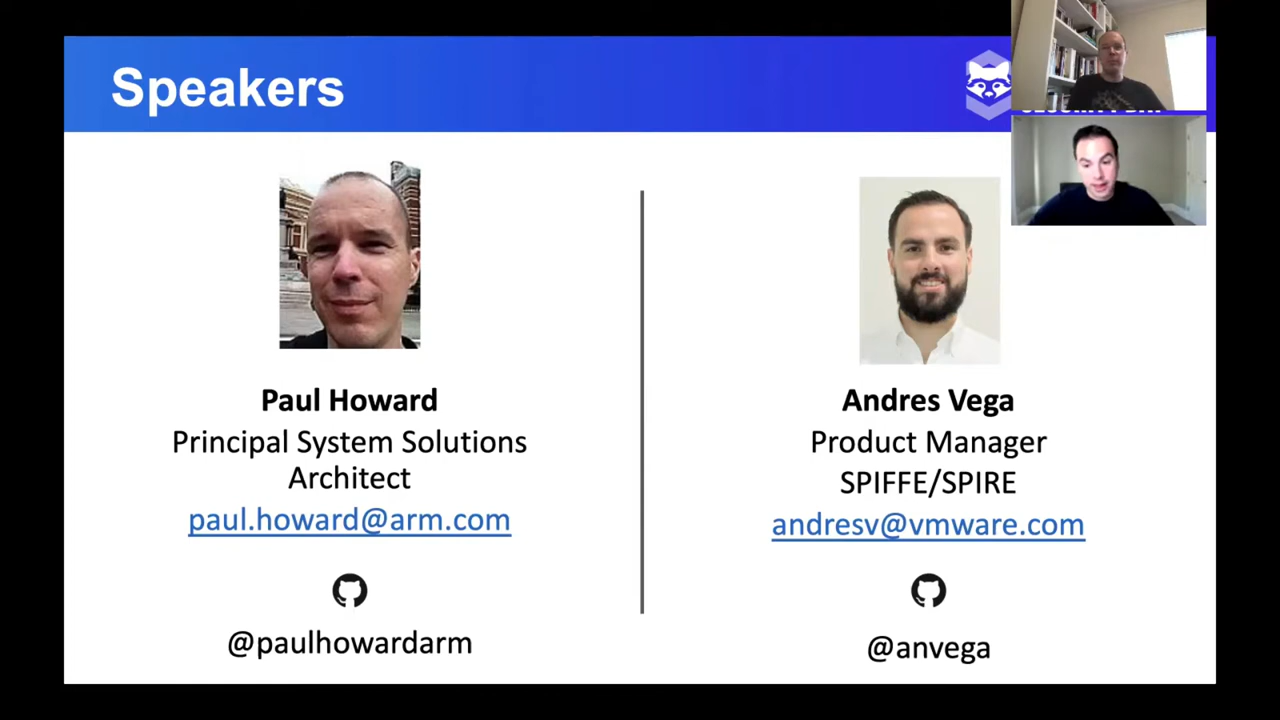 Speakers
Paul Howard
Principal System Solutions
Architect
paul.howard@arm.com
@paulhowardarm
Andres Vega
Product Manager
SPIFFE/SPIRE
andresv@vmware.com
@anvega